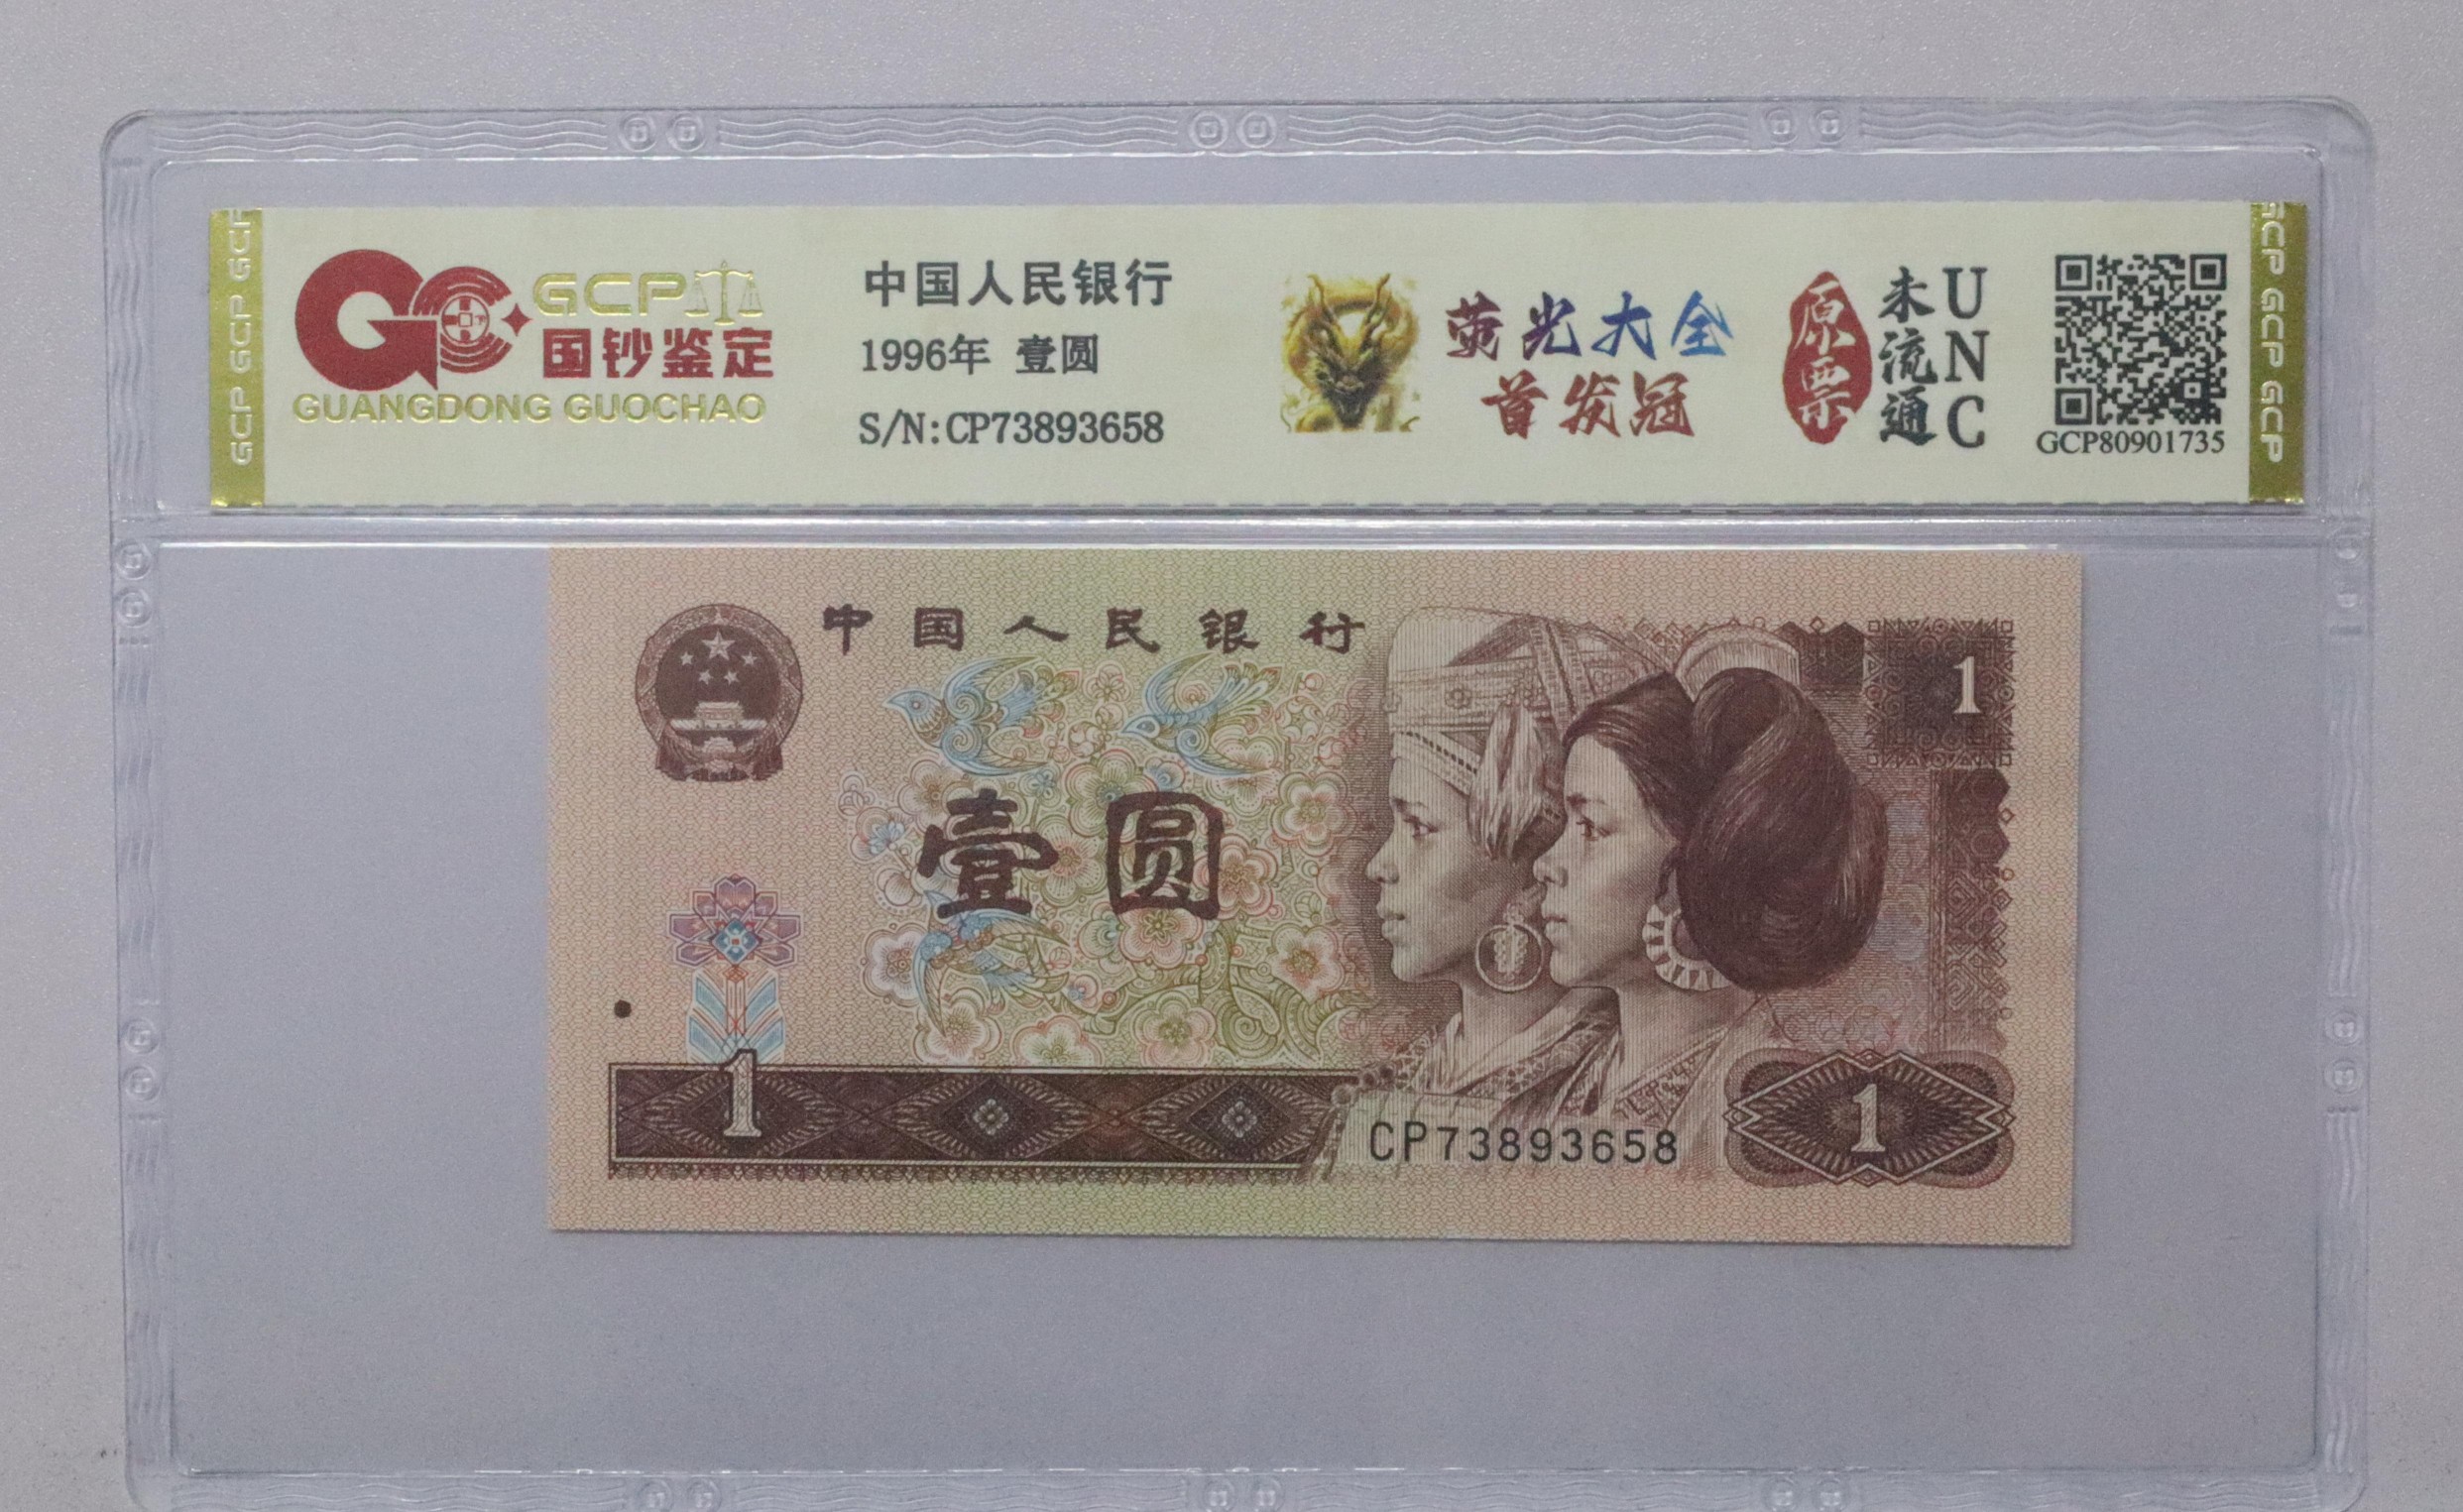 GCP
国钞鉴定
GUANGDONG GUOCHAO
中国人民银行
1996年 壹圆
S/N:CP73893658
荧光大全
首发冠
原票
未流通
UNC
GCP80901735
GCP GCP GCP
GCP GCP GCP
中国人民银行
1
壹圆
1
CP73893658
1